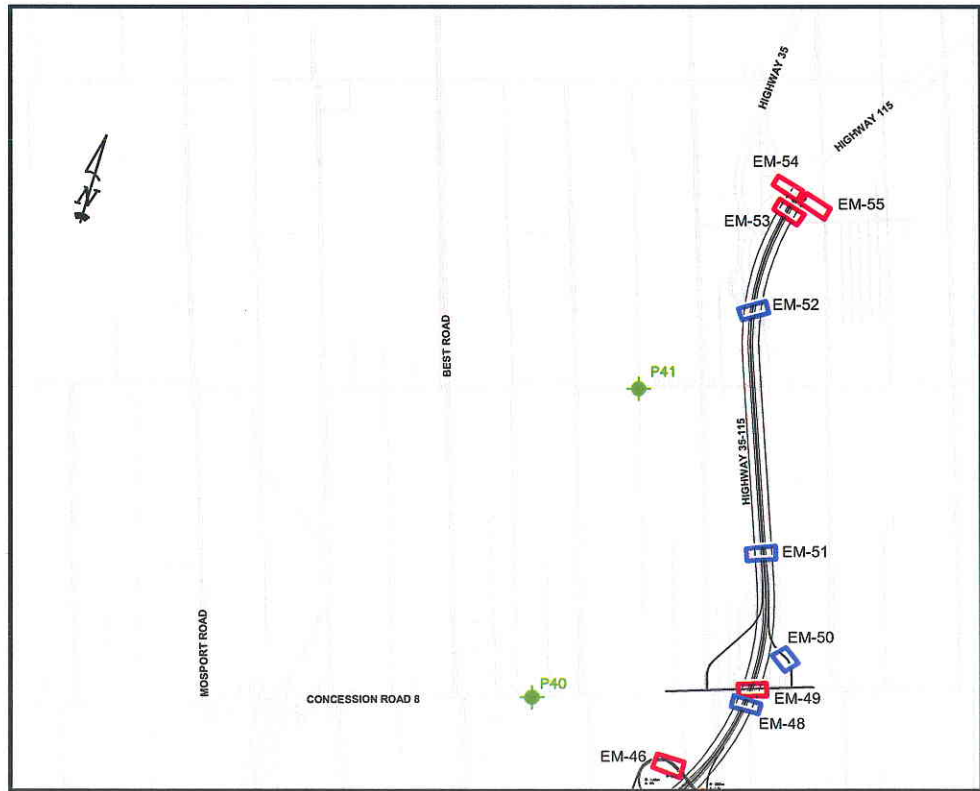 HIGHWAY 35
HIGHWAY 115
EM-54
EM-55
EM-53
N
EM-52
BEST ROAD
P41
HIGHWAY 35-115
EM-51
MOSPORT ROAD
EM-50
P40
CONCESSION ROAD 8
EM-49
EM-48
EM-46